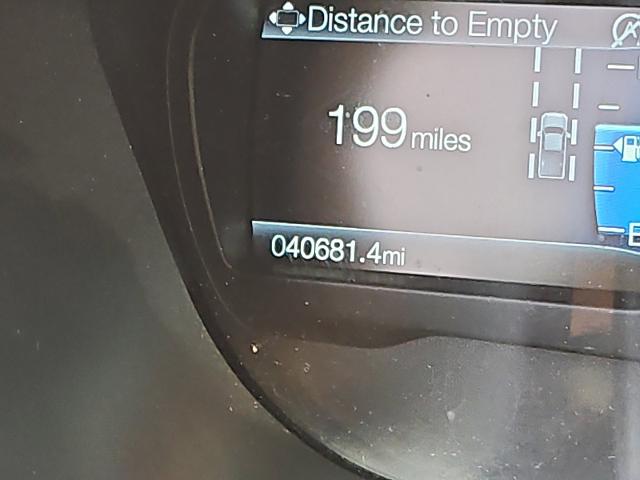 Distance to Empty
199 miles
040681.4mi
E